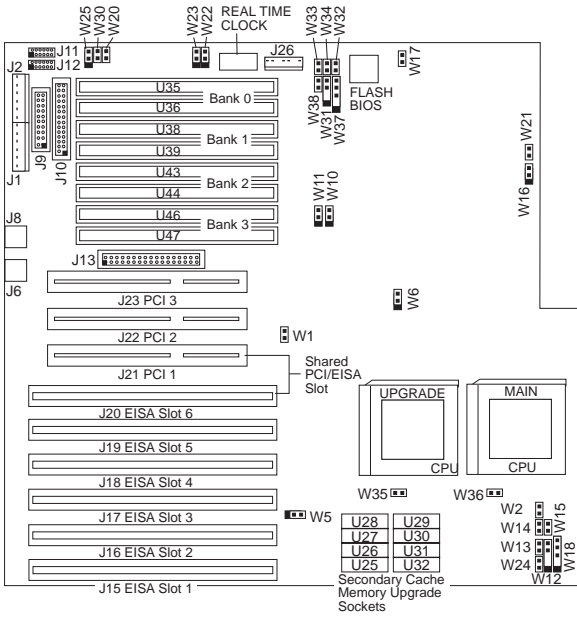 W25
W30
W20
W23
W22
REAL TIME
CLOCK
J26
W33
W34
W32
W17
J11
J12
J2
FLASH
BIOS
W38
W31
W37
U35
Bank 0
U36
U38
Bank 1
U39
U43
Bank 2
U44
U46
Bank 3
U47
J9
J10
J1
W21
W16
W11
W10
J8
J6
J13
J23 PCI 3
W6
J22 PCI 2
W1
J21 PCI 1
Shared
PCI/EISA
Slot
UPGRADE
CPU
MAIN
CPU
J20 EISA Slot 6
J19 EISA Slot 5
J18 EISA Slot 4
W35
W36
J17 EISA Slot 3
W5
W2
W15
W14
W13
W18
W24
W12
U28
U29
U27
U30
U26
U31
U25
U32
J16 EISA Slot 2
J15 EISA Slot 1
Secondary Cache
Memory Upgrade
Sockets